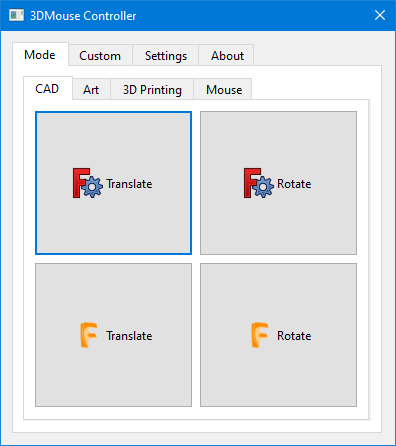 3DMouse Controller
Mode Custom Settings About
CAD Art 3D Printing Mouse
Translate Rotate
Translate Rotate